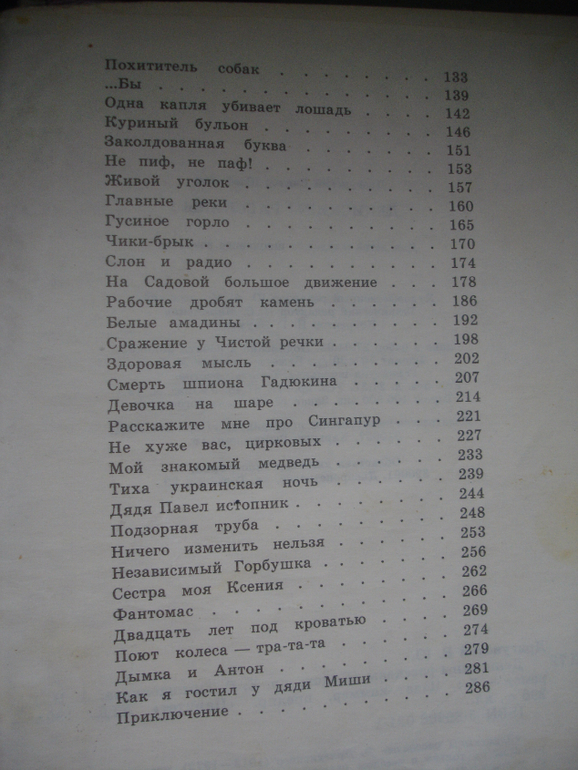 Похититель собак . . . . . . . . 133
...Бы . . . . . . . . . . . 139
Одна капля убивает лошадь . . . . 142
Куриный бульон . . . . . . . . 146
Заколдованная буква . . . . . . 151
Не пиф, не паф! . . . . . . . . 153
Живой уголок . . . . . . . . . 157
Главные реки . . . . . . . . . 160
Гусиное горло . . . . . . . . . 165
Чики-брык . . . . . . . . . . 170
Слон и радио . . . . . . . . . 174
На Садовой большое движение . . . 178
Рабочие дробят камень . . . . . . 186
Белые амадины . . . . . . . . 192
Сражение у Чистой речки . . . . . 198
Здоровая мысль . . . . . . . . 202
Смерть шпиона Гадюкина . . . . . 207
Девочка на шаре . . . . . . . . 214
Расскажите мне про Сингапур . . . 221
Не хуже вас, цирковых . . . . . . 227
Мой знакомый медведь . . . . . . 233
Тиха украинская ночь . . . . . . 239
Дядя Павел истопник . . . . . . . 244
Подзорная труба . . . . . . . . 248
Ничего изменить нельзя . . . . . 253
Независимый Горбушка . . . . . . 256
Сестра моя Ксения . . . . . . . 262
Фантомас . . . . . . . . . . 266
Двадцать лет под кроватью . . . . 269
Поют колеса — тра-та-та . . . . . 274
Дымка и Антон . . . . . . . . 279
Как я гостил у дяди Миши . . . . 281
Приключение . . . . . . . . . 286